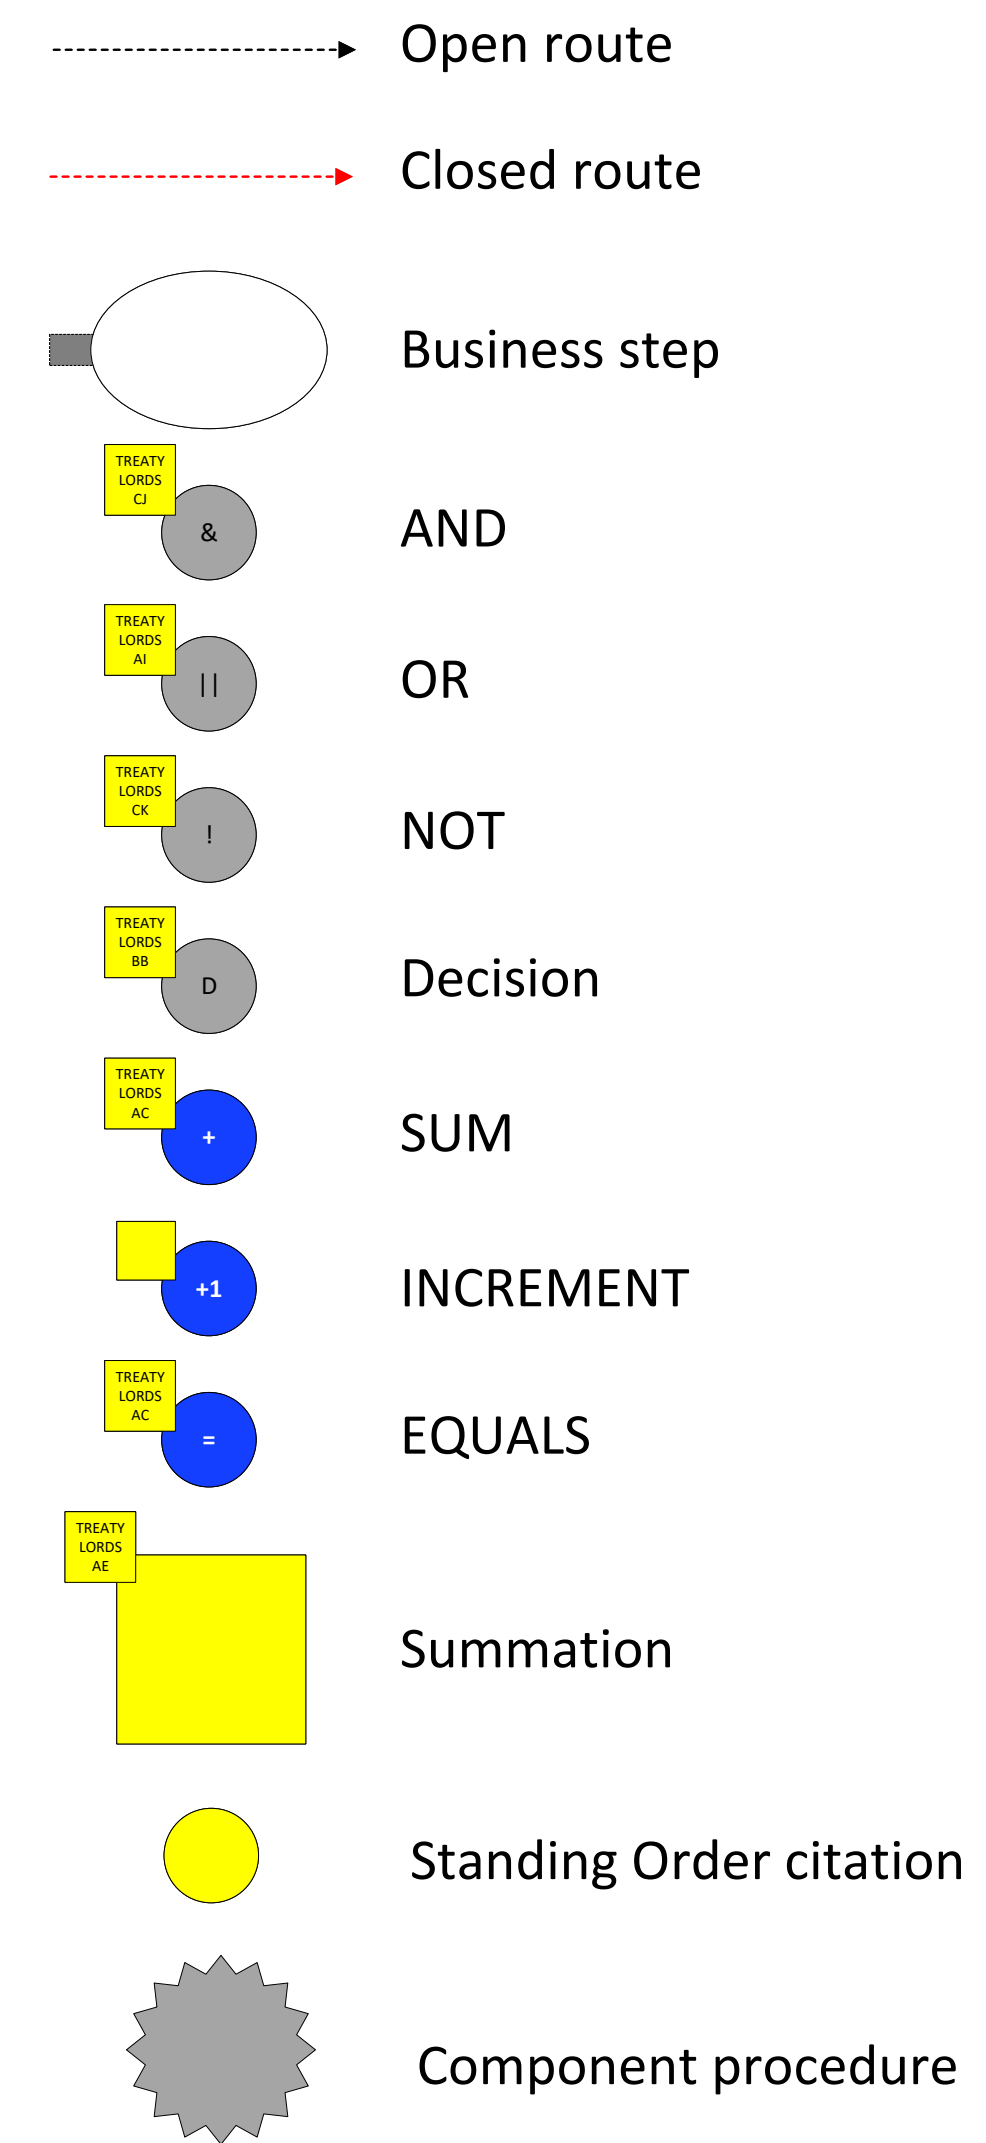 Open route
Closed route
Business step
TREATY
LORDS
CJ
&
AND
TREATY
LORDS
AI
||
OR
TREATY
LORDS
CK
!
NOT
TREATY
LORDS
BB
D
Decision
TREATY
LORDS
AC
+
SUM
+1
INCREMENT
TREATY
LORDS
AC
=
EQUALS
TREATY
LORDS
AE
Summation
Standing Order citation
Component procedure